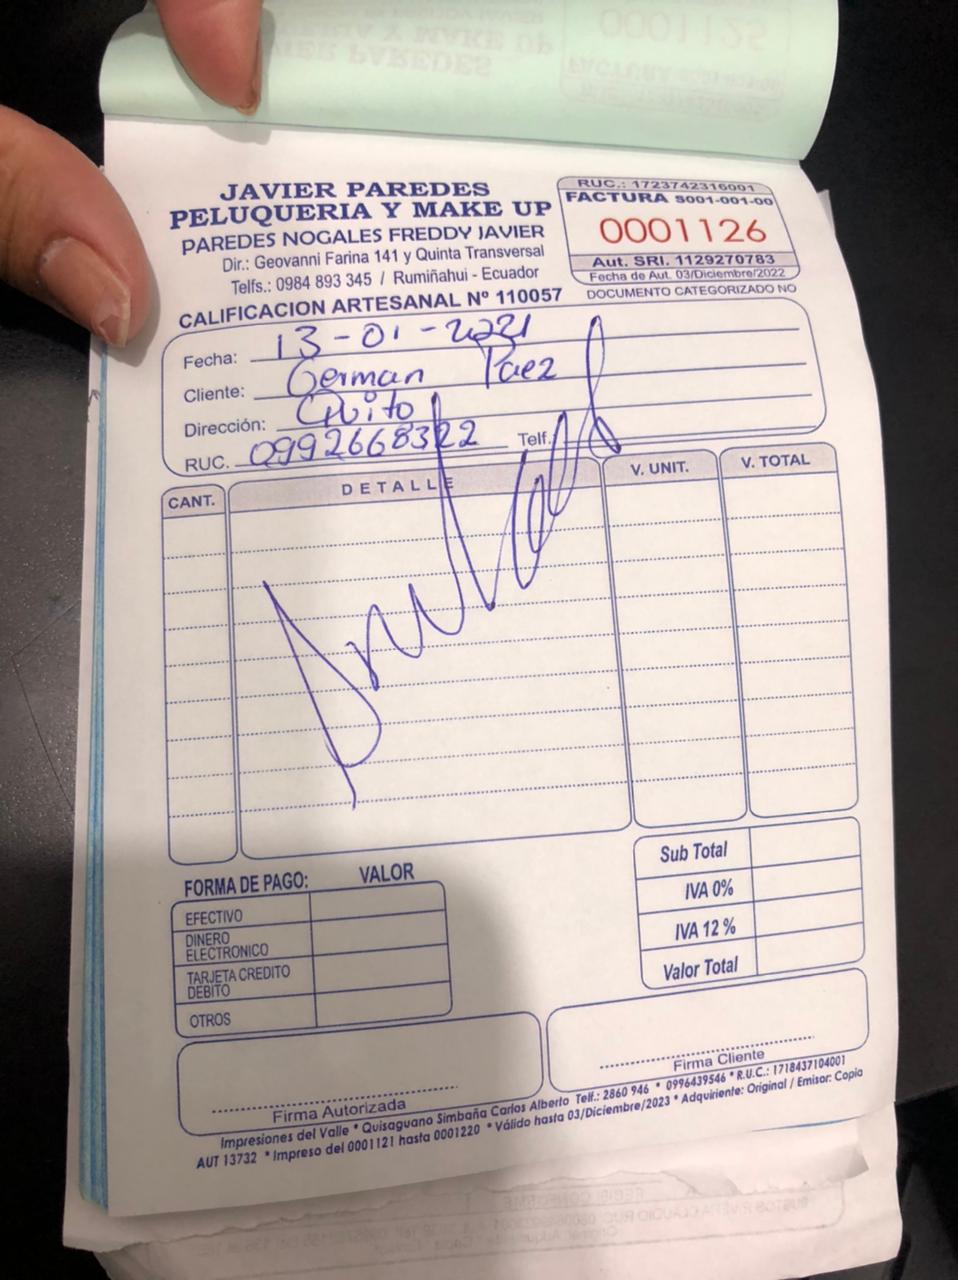 JAVIER PAREDES
PELUQUERIA Y MAKE UP
PAREDES NOGALES FREDDY JAVIER
Dir.: Geovanni Farina 141 y Quinta Transversal
Telfs.: 0984 893 345 / Rumiñahui - Ecuador
CALIFICACION ARTESANAL Nº 110057
RUC.: 1723742316001
FACTURA S001-001-00
0001126
Aut. SRI. 1129270783
Fecha de Aut. 03/Diciembre/2022
DOCUMENTO CATEGORIZADO NO
Fecha: 13-01-2021
Cliente: German Paez
Dirección: Quito
RUC. 0992668322 Telf.
CANT. DETALLE V. UNIT. V. TOTAL
Anulado
Sub Total
IVA 0%
IVA 12%
Valor Total
FORMA DE PAGO: VALOR
EFECTIVO
DINERO
ELECTRONICO
TARJETA CREDITO
DEBITO
OTROS
Firma Autorizada
Firma Cliente
Impresiones del Valle * Quisaguano Simbaña Carlos Alberto Telf.: 2860 946 * 0996439546 * R.U.C.: 1718437104001
AUT 13732 * Impreso del 0001121 hasta 0001220 * Válido hasta 03/Diciembre/2023 * Adquiriente: Original / Emisor: Copia